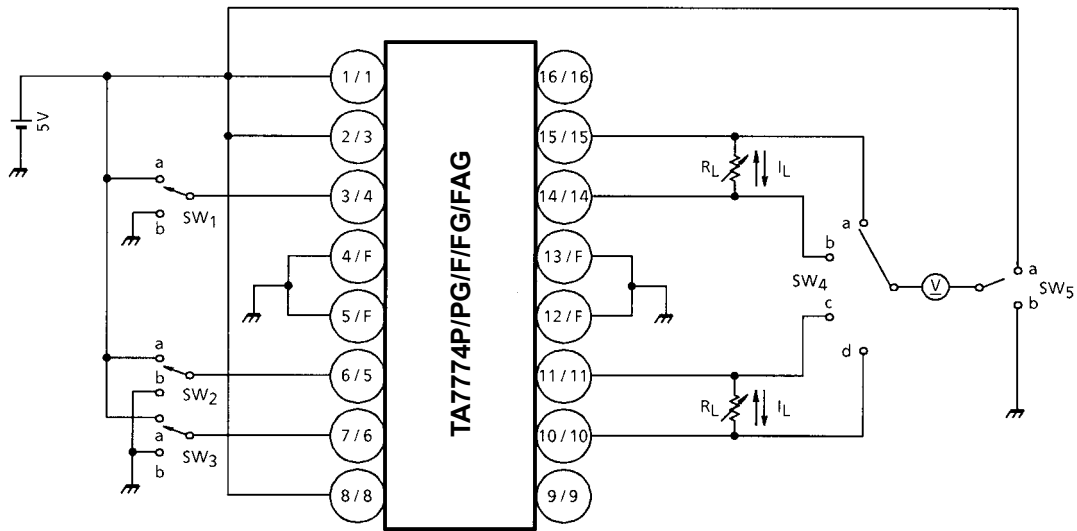 5V
a
b
SW1
a
b
SW2
a
b
SW3
1 / 1
2 / 3
3 / 4
4 / F
5 / F
6 / 5
7 / 6
8 / 8
TA7774P/PG/F/FG/FAG
16 / 16
15 / 15
14 / 14
13 / F
12 / F
11 / 11
10 / 10
9 / 9
RL
IL
RL
IL
a
b
SW4
c
d
V
a
SW5
b